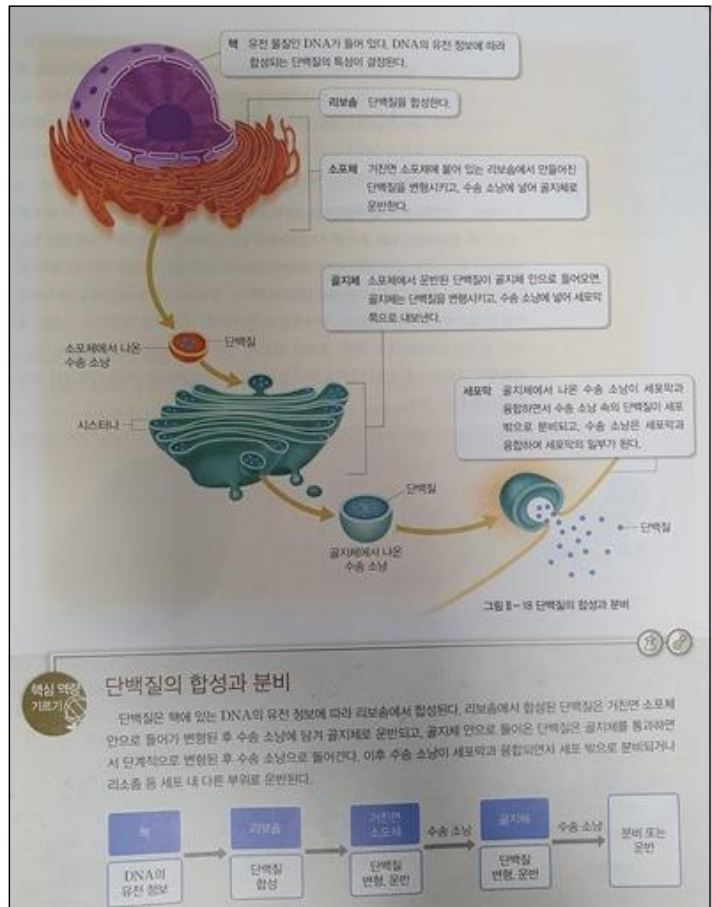 핵 유전 물질인 DNA가 들어 있다. DNA의 유전 정보에 따라
합성되는 단백질의 특성이 결정된다.
리보솜 단백질을 합성한다.
소포체 거친면 소포체에 붙어 있는 리보솜에서 만들어진
단백질을 변형시키고, 수송 소낭에 넣어 골지체로
운반한다.
골지체 소포체에서 운반된 단백질이 골지체 안으로 들어오면,
골지체는 단백질을 변형시키고, 수송 소낭에 넣어 세포막
쪽으로 내보낸다.
소포체에서 나온
수송 소낭
단백질
시스터나
세포막 골지체에서 나온 수송 소낭이 세포막과
융합하면서 수송 소낭 속의 단백질이 세포
밖으로 분비되고, 수송 소낭은 세포막과
융합하여 세포막의 일부가 된다.
단백질
골지체에서 나온
수송 소낭
단백질
그림 Ⅱ-18 단백질의 합성과 분비
핵심 역량
기르기
단백질의 합성과 분비
단백질은 핵에 있는 DNA의 유전 정보에 따라 리보솜에서 합성된다. 리보솜에서 합성된 단백질은 거친면 소포체
안으로 들어가 변형된 후 수송 소낭에 담겨 골지체로 운반되고, 골지체 안으로 들어온 단백질은 골지체를 통과하면
서 단계적으로 변형된 후 수송 소낭으로 들어간다. 이후 수송 소낭이 세포막과 융합되면서 세포 밖으로 분비되거나
리소좀 등 세포 내 다른 부위로 운반된다.
핵
DNA의
유전 정보
리보솜
단백질
합성
거친면
소포체
단백질
변형, 운반
수송 소낭
골지체
단백질
변형, 운반
수송 소낭
분비 또는
운반